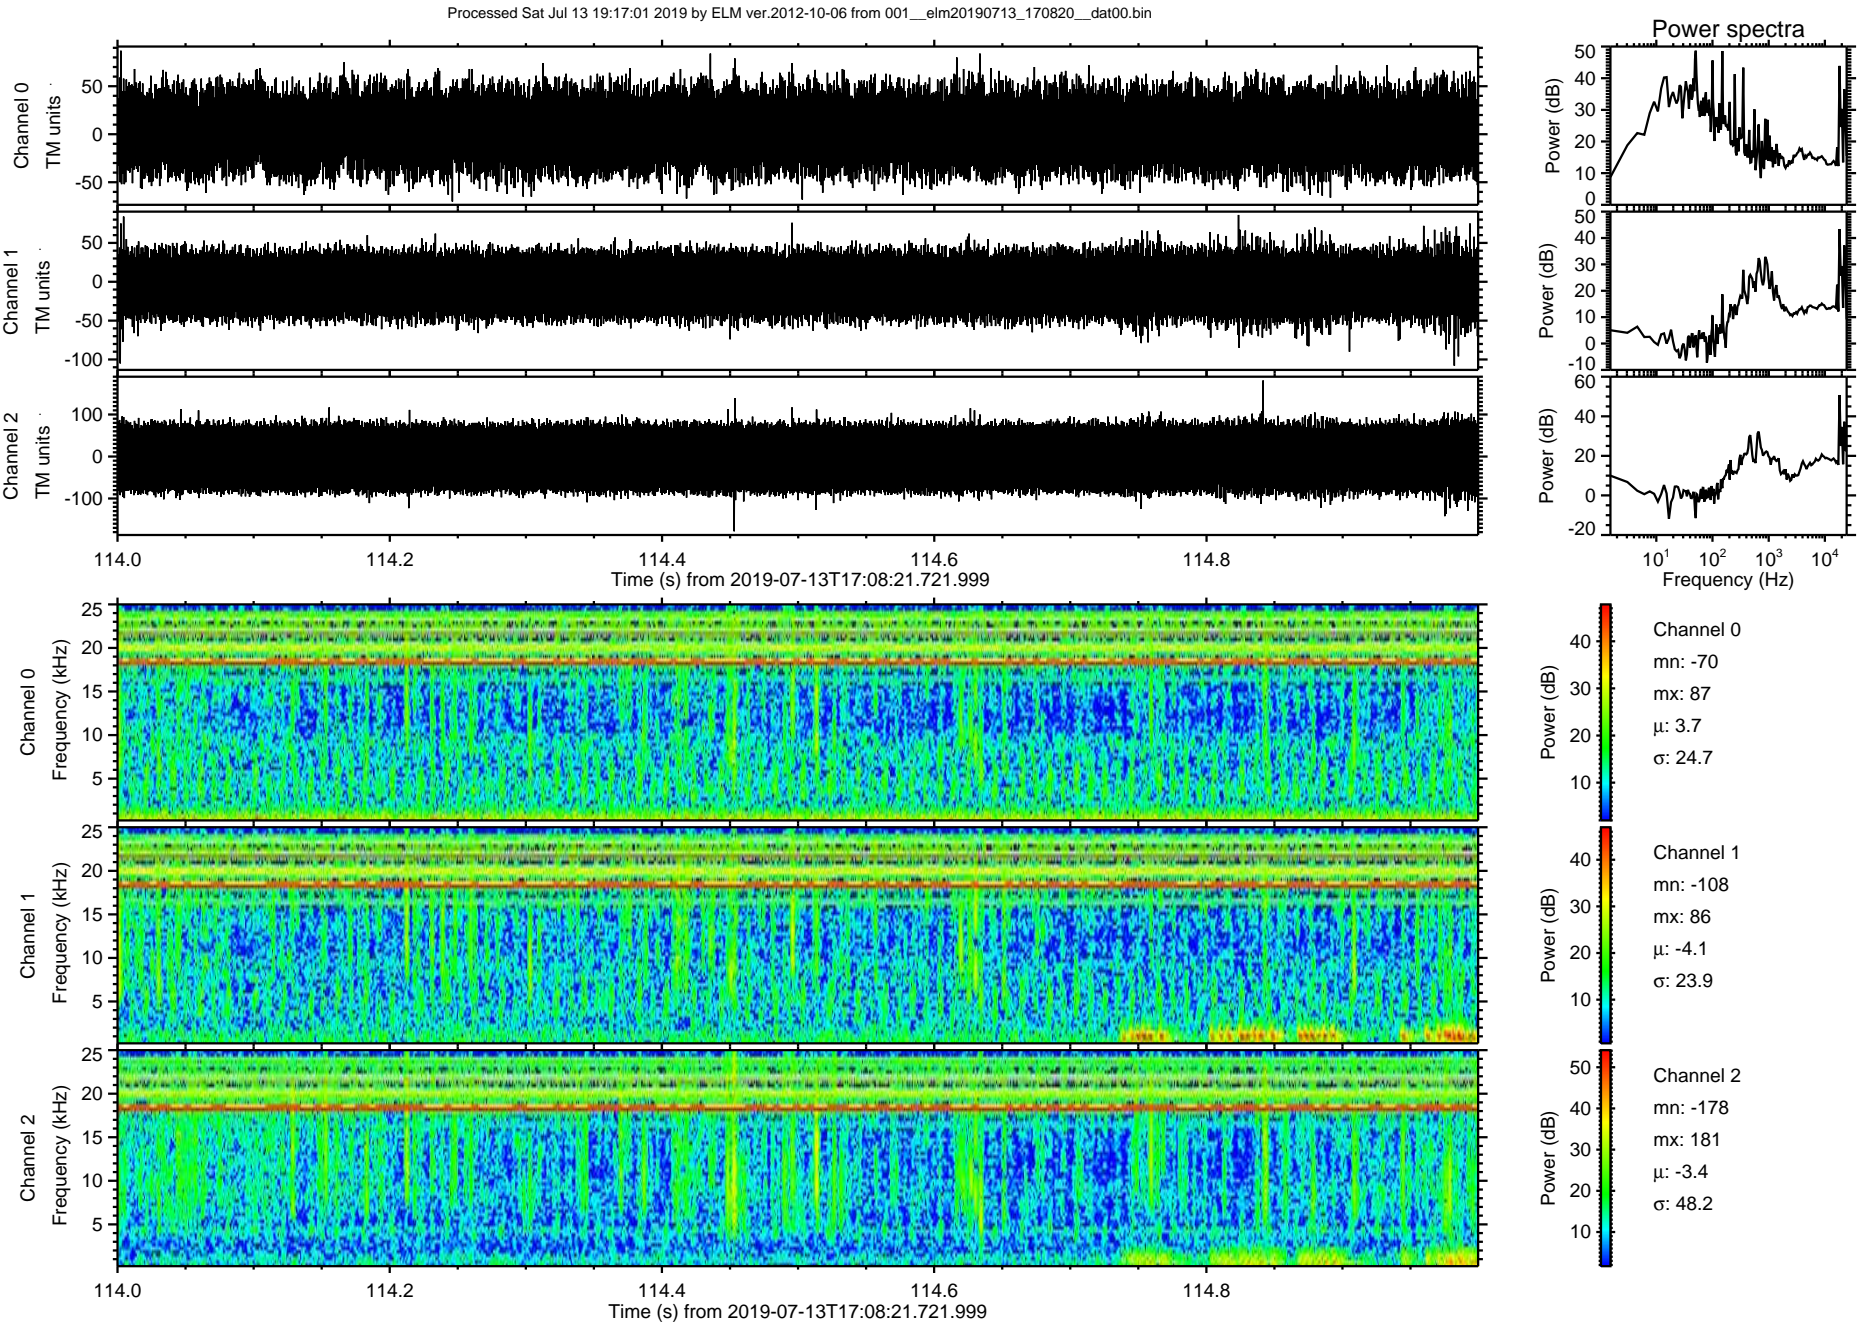 Processed Sat Jul 13 19:17:01 2019 by ELM ver.2012-10-06 from 001__elm20190713_170820__dat00.bin
Power spectra
Channel 0
TM units
50
0
-50
Power (dB)
50
40
30
20
10
0
Channel 1
TM units
50
0
-50
-100
Power (dB)
50
40
30
20
10
0
-10
Channel 2
TM units
100
0
-100
Power (dB)
60
40
20
0
-20
114.0 114.2 114.4 114.6 114.8
Time (s) from 2019-07-13T17:08:21.721.999
10^1 10^2 10^3 10^4
Frequency (Hz)
Channel 0
Frequency (kHz)
25
20
15
10
5
Power (dB)
40
30
20
10
Channel 0
mn: -70
mx: 87
µ: 3.7
σ: 24.7
Channel 1
Frequency (kHz)
25
20
15
10
5
Power (dB)
40
30
20
10
Channel 1
mn: -108
mx: 86
µ: -4.1
σ: 23.9
Channel 2
Frequency (kHz)
25
20
15
10
5
Power (dB)
50
40
30
20
10
Channel 2
mn: -178
mx: 181
µ: -3.4
σ: 48.2
114.0 114.2 114.4 114.6 114.8
Time (s) from 2019-07-13T17:08:21.721.999